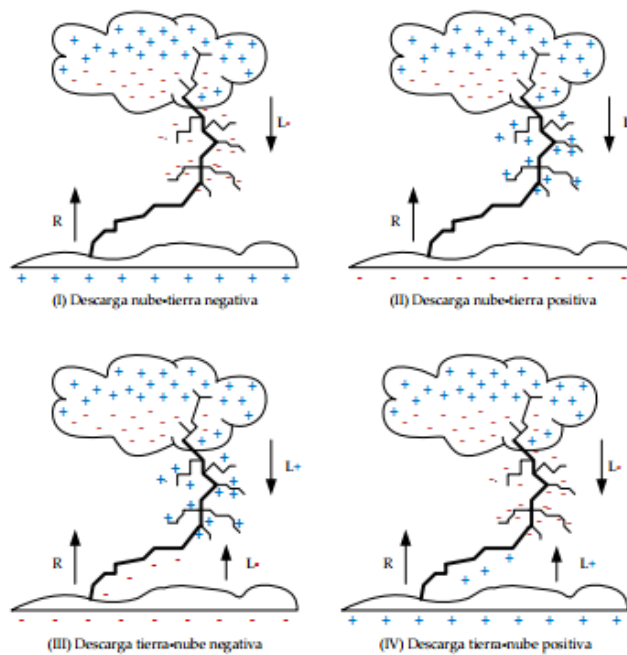 L-
R
(I) Descarga nube-tierra negativa
L
R
(II) Descarga nube-tierra positiva
L+
R
L-
(III) Descarga tierra-nube negativa
L-
R
L+
(IV) Descarga tierra-nube positiva